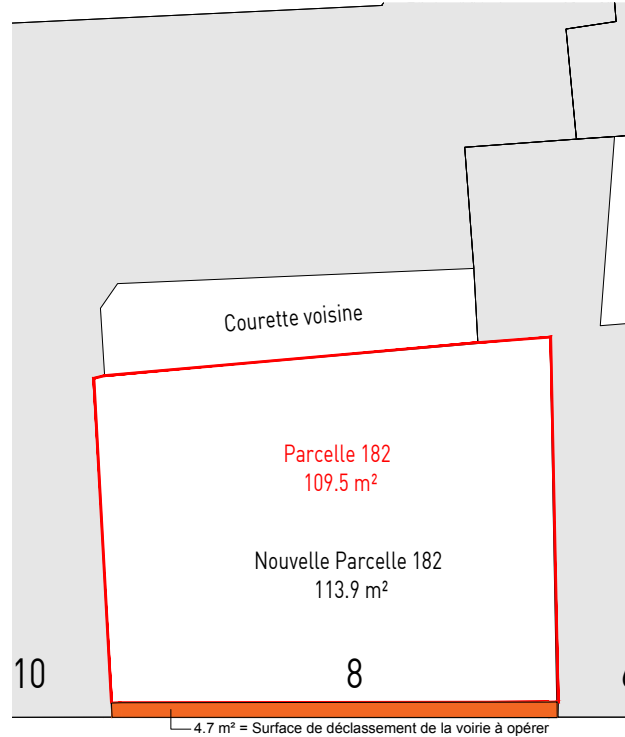 Courette voisine
Parcelle 182
109.5 m²
Nouvelle Parcelle 182
113.9 m²
10
8
4.7 m² = Surface de déclassement de la voirie à opérer